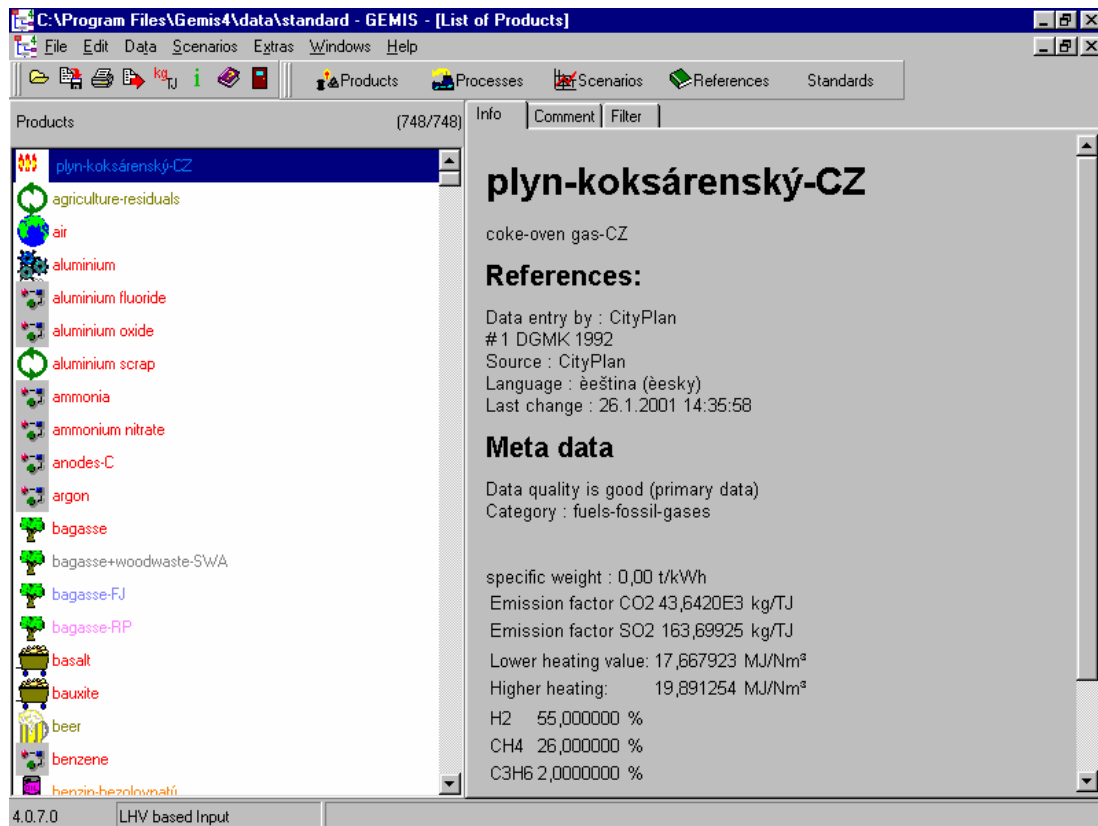 C:\Program Files\Gemis4\data\standard - GEMIS - [List of Products]
File Edit Data Scenarios Extras Windows Help
kg TJ i Products Processes Scenarios References Standards
Products (748/748)
plyn-koksárenský-CZ
agriculture-residuals
air
aluminium
aluminium fluoride
aluminium oxide
aluminium scrap
ammonia
ammonium nitrate
anodes-C
argon
bagasse
bagasse+woodwaste-SWA
bagasse-FJ
bagasse-RP
basalt
bauxite
beer
benzene
benzin-bezolovnatý
Info Comment Filter
plyn-koksárenský-CZ
coke-oven gas-CZ
References:
Data entry by : CityPlan
# 1 DGMK 1992
Source : CityPlan
Language : èeština (èesky)
Last change : 26.1.2001 14:35:58
Meta data
Data quality is good (primary data)
Category : fuels-fossil-gases
specific weight : 0,00 t/kWh
Emission factor CO2 43,6420E3 kg/TJ
Emission factor SO2 163,69925 kg/TJ
Lower heating value: 17,667923 MJ/Nm³
Higher heating: 19,891254 MJ/Nm³
H2 55,000000 %
CH4 26,000000 %
C3H6 2,0000000 %
4.0.7.0 LHV based Input